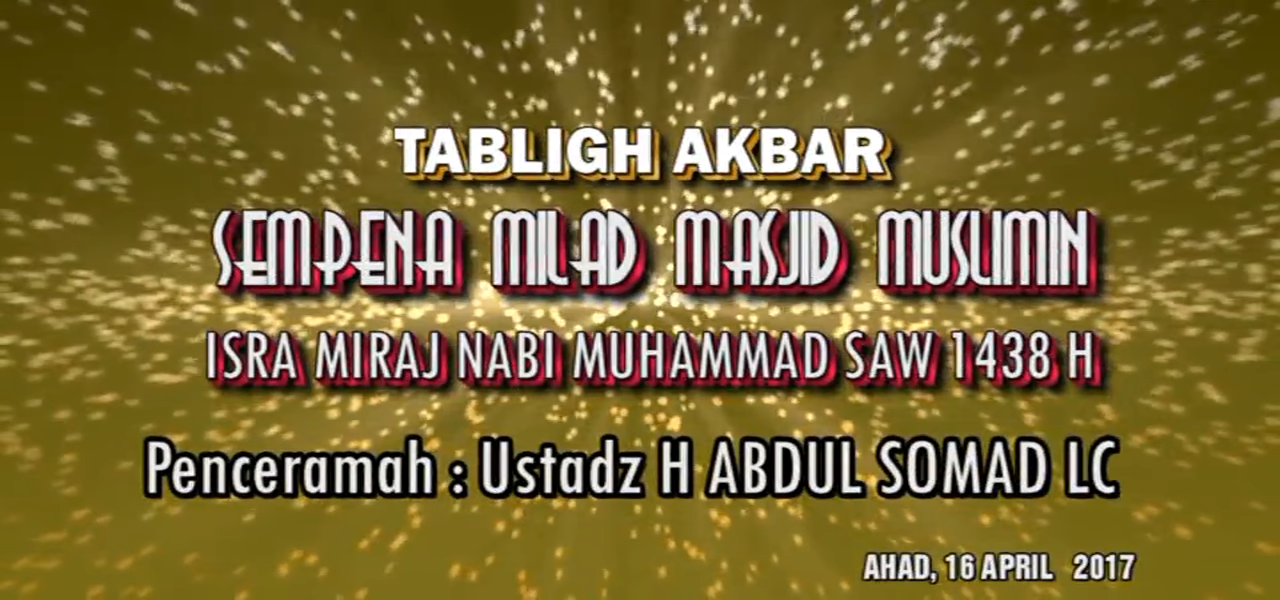 TABLIGH AKBAR
SEMPENA MILAD MASJID MUSLIMIN
ISRA MIRAJ NABI MUHAMMAD SAW 1438 H
Penceramah : Ustadz H ABDUL SOMAD LC
AHAD, 16 APRIL 2017